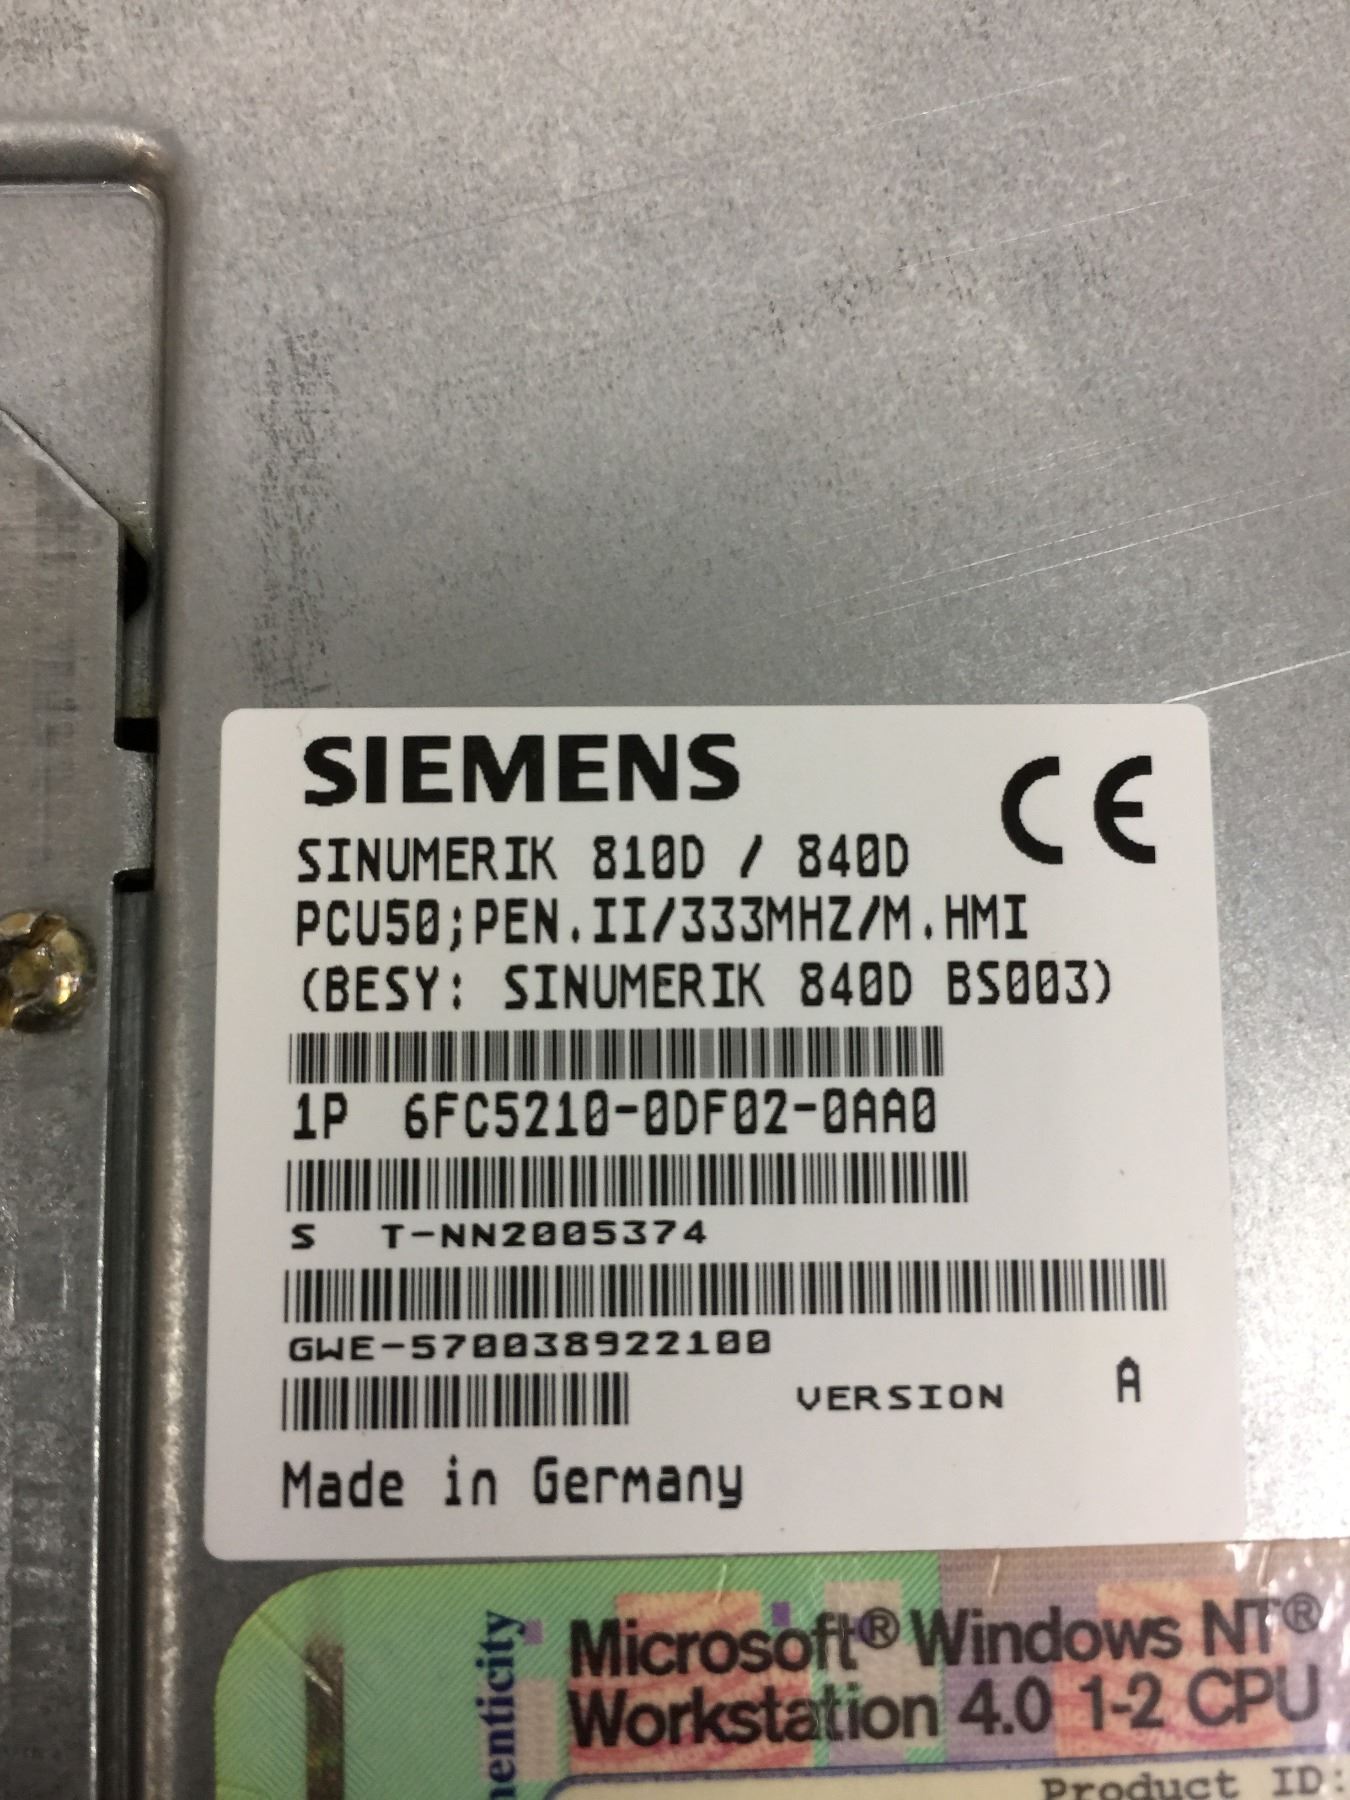 SIEMENS
CE
SINUMERIK 810D / 840D
PCU50;PEN.II/333MHZ/M.HMI
(BESY: SINUMERIK 840D BS003)
1P 6FC5210-0DF02-0AA0
S T-NN2005374
GWE-570038922100
VERSION A
Made in Germany
enticity
Microsoft® Windows NT®
Workstation 4.0 1-2 CPU
Product ID: